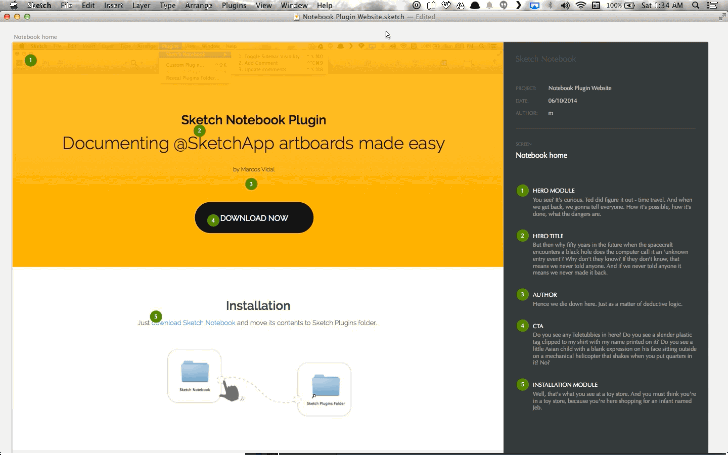 Sketch File Edit Insert Layer Type Arrange Plugins View Window Help 100% Sat 1:34 AM
Notebook Plugin Website.sketch — Edited
Notebook home
1
Custom Plugin...
Sketch Notebook Plugin
2
Documenting @SketchApp artboards made easy
by Marcos Vidal
3
4 DOWNLOAD NOW
Installation
5
Just download Sketch Notebook and move its contents to Sketch Plugins folder.
Sketch Notebook
Sketch Plugins Folder
Sketch Notebook
PROJECT: Notebook Plugin Website
DATE: 06/10/2014
AUTHOR: m
Notebook home
1 HERO MODULE
You see? It's curious. Ted did figure it out - time travel. And when
we get back, we gonna tell everyone. How it's possible, how it's
done, what the dangers are.
2 HERO TITLE
But then why fifty years in the future when the spacecraft
encounters a black hole does the computer call it an 'unknown
entry event'? Why don't they know? If they don't know, that
means we never told anyone. And if we never told anyone it
means we never made it back.
3 AUTHOR
Hence we die down here. Just as a matter of deductive logic.
4 CTA
Do you see any Teletubbies in here? Do you see a slender plastic
tag clipped to my shirt with my name printed on it? Do you see a
little Asian child with a blank expression on his face sitting outside
on a mechanical helicopter that shakes when you put quarters in
it? No?
5 INSTALLATION MODULE
Well, that's what you see at a toy store. And you must think you're
in a toy store, because you're here shopping for an infant named
Jeb.